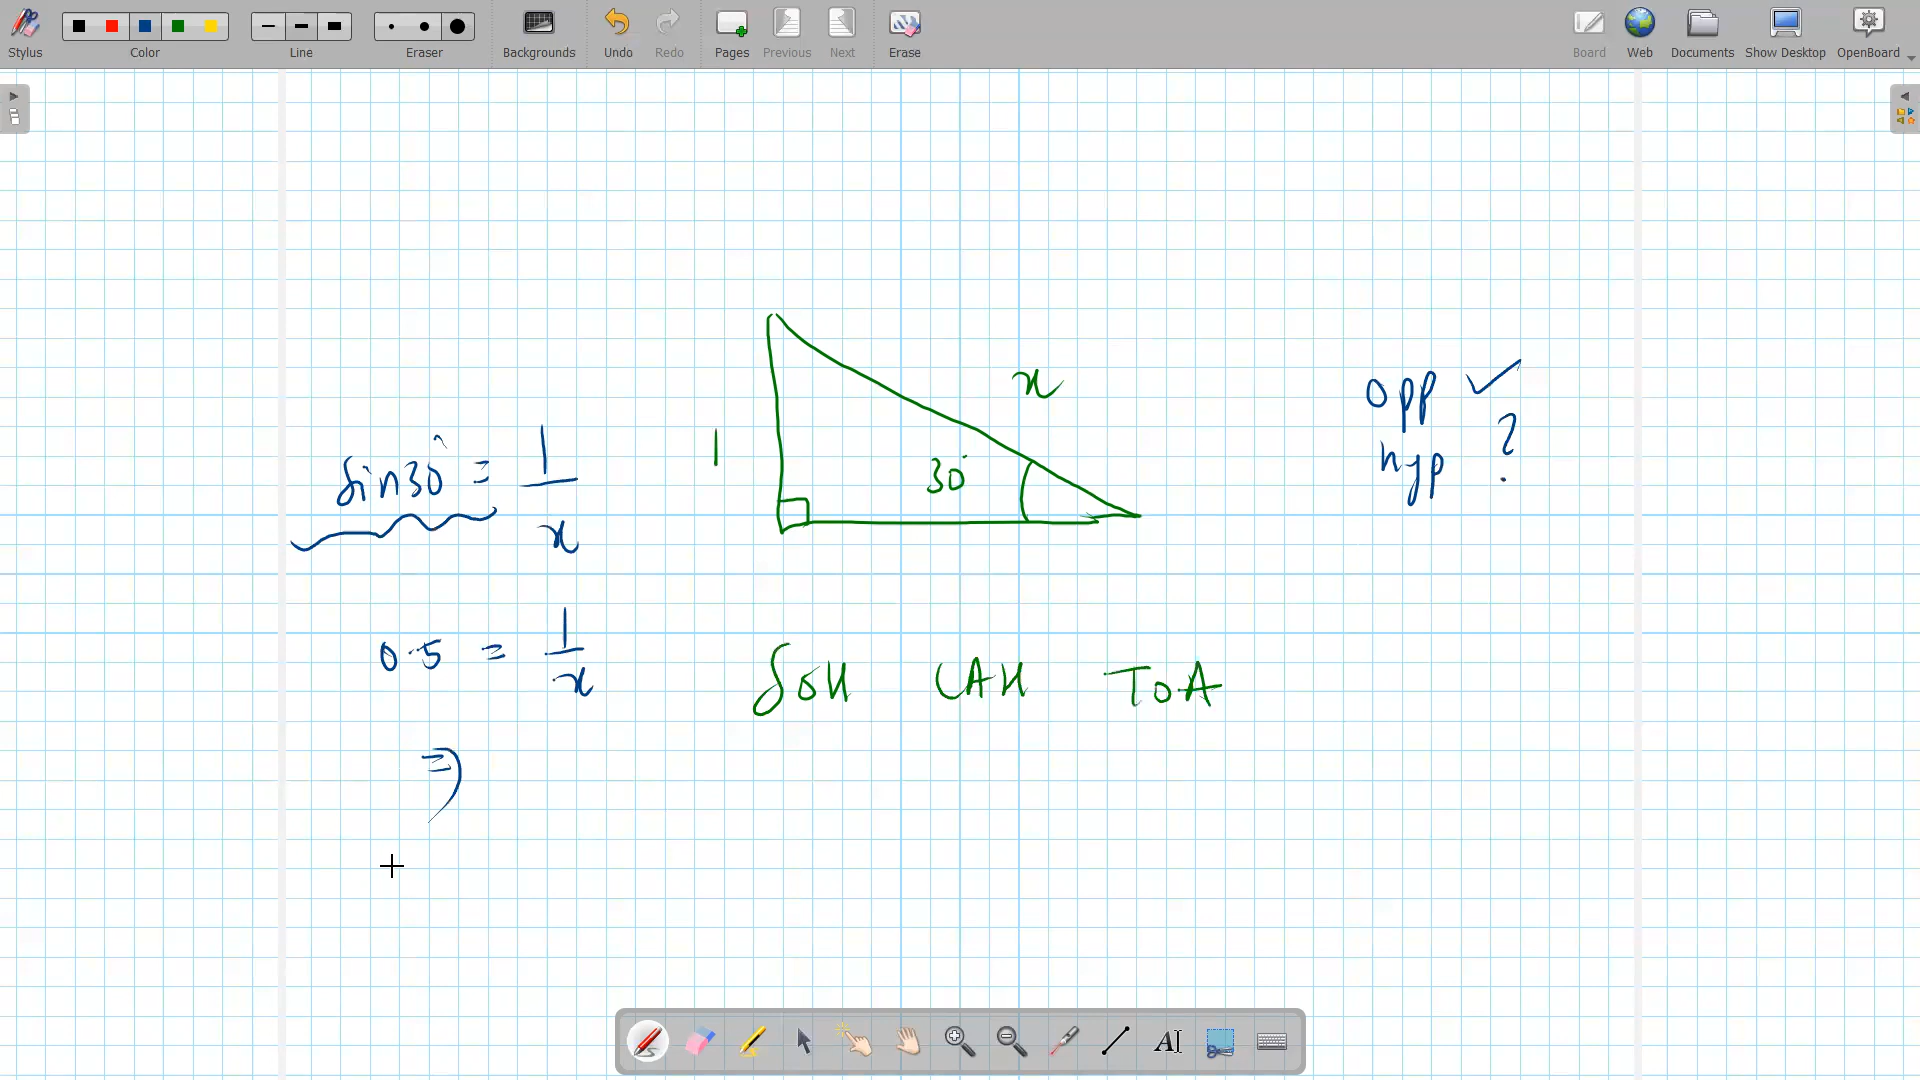 Stylus Color Line Eraser Backgrounds Undo Redo Pages Previous Next Erase Board Web Documents Show Desktop OpenBoard
x
opp ✓
1
hyp ?
30°
sin30° = 1/x
0.5 = 1/x
SOH CAH TOA
⇒